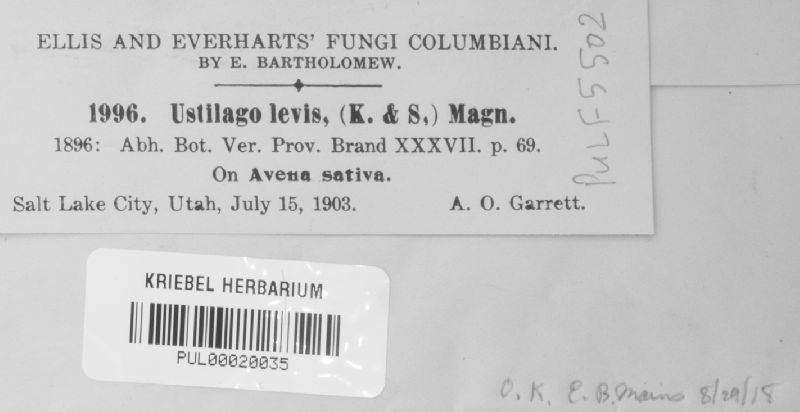 ELLIS AND EVERHARTS' FUNGI COLUMBIANI.
BY E. BARTHOLOMEW.
1996. Ustilago levis, (K. & S.) Magn.
1896: Abh. Bot. Ver. Prov. Brand XXXVII. p. 69.
On Avena sativa.
Salt Lake City, Utah, July 15, 1903. A. O. Garrett.
PULF5502
KRIEBEL HERBARIUM
PUL00020035
O. K. E. B. Mains 8/29/18